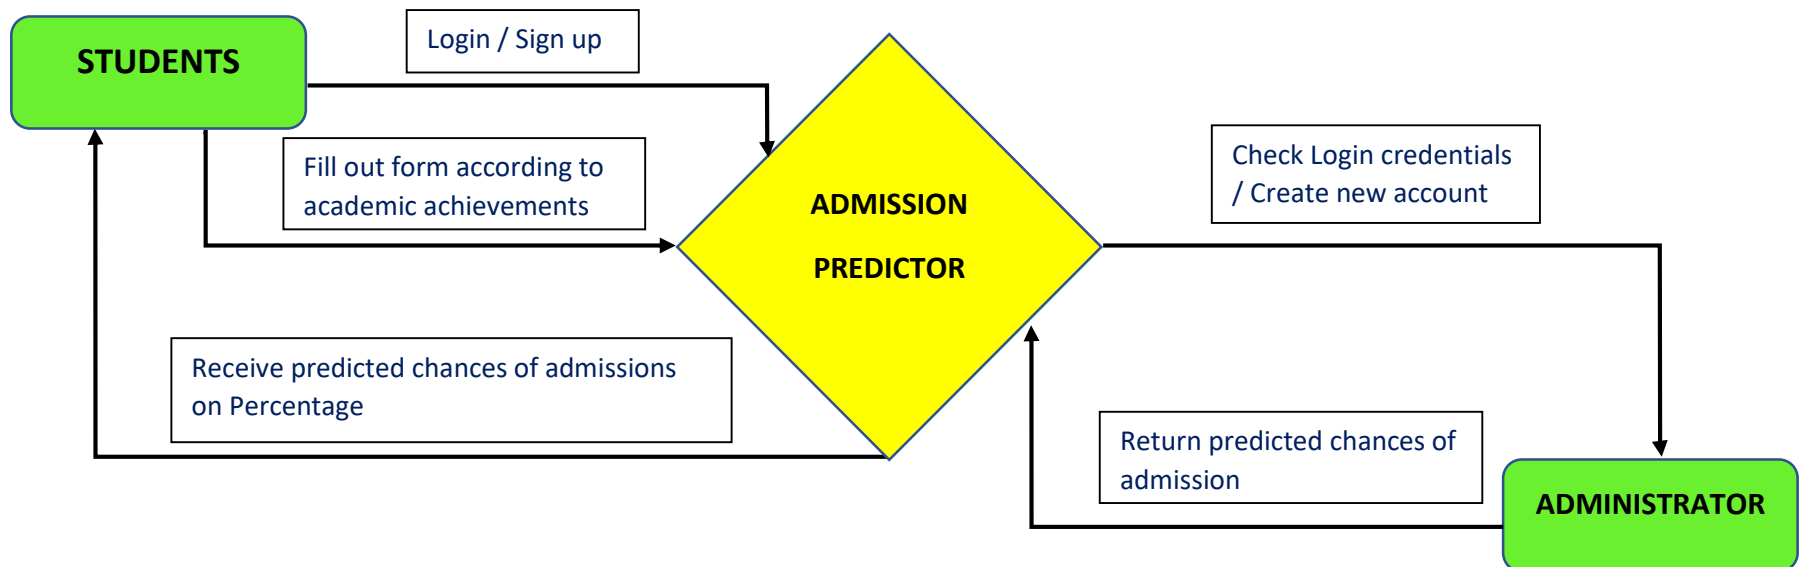 STUDENTS
Login / Sign up
Fill out form according to
academic achievements
ADMISSION
PREDICTOR
Check Login credentials
/ Create new account
Receive predicted chances of admissions
on Percentage
Return predicted chances of
admission
ADMINISTRATOR